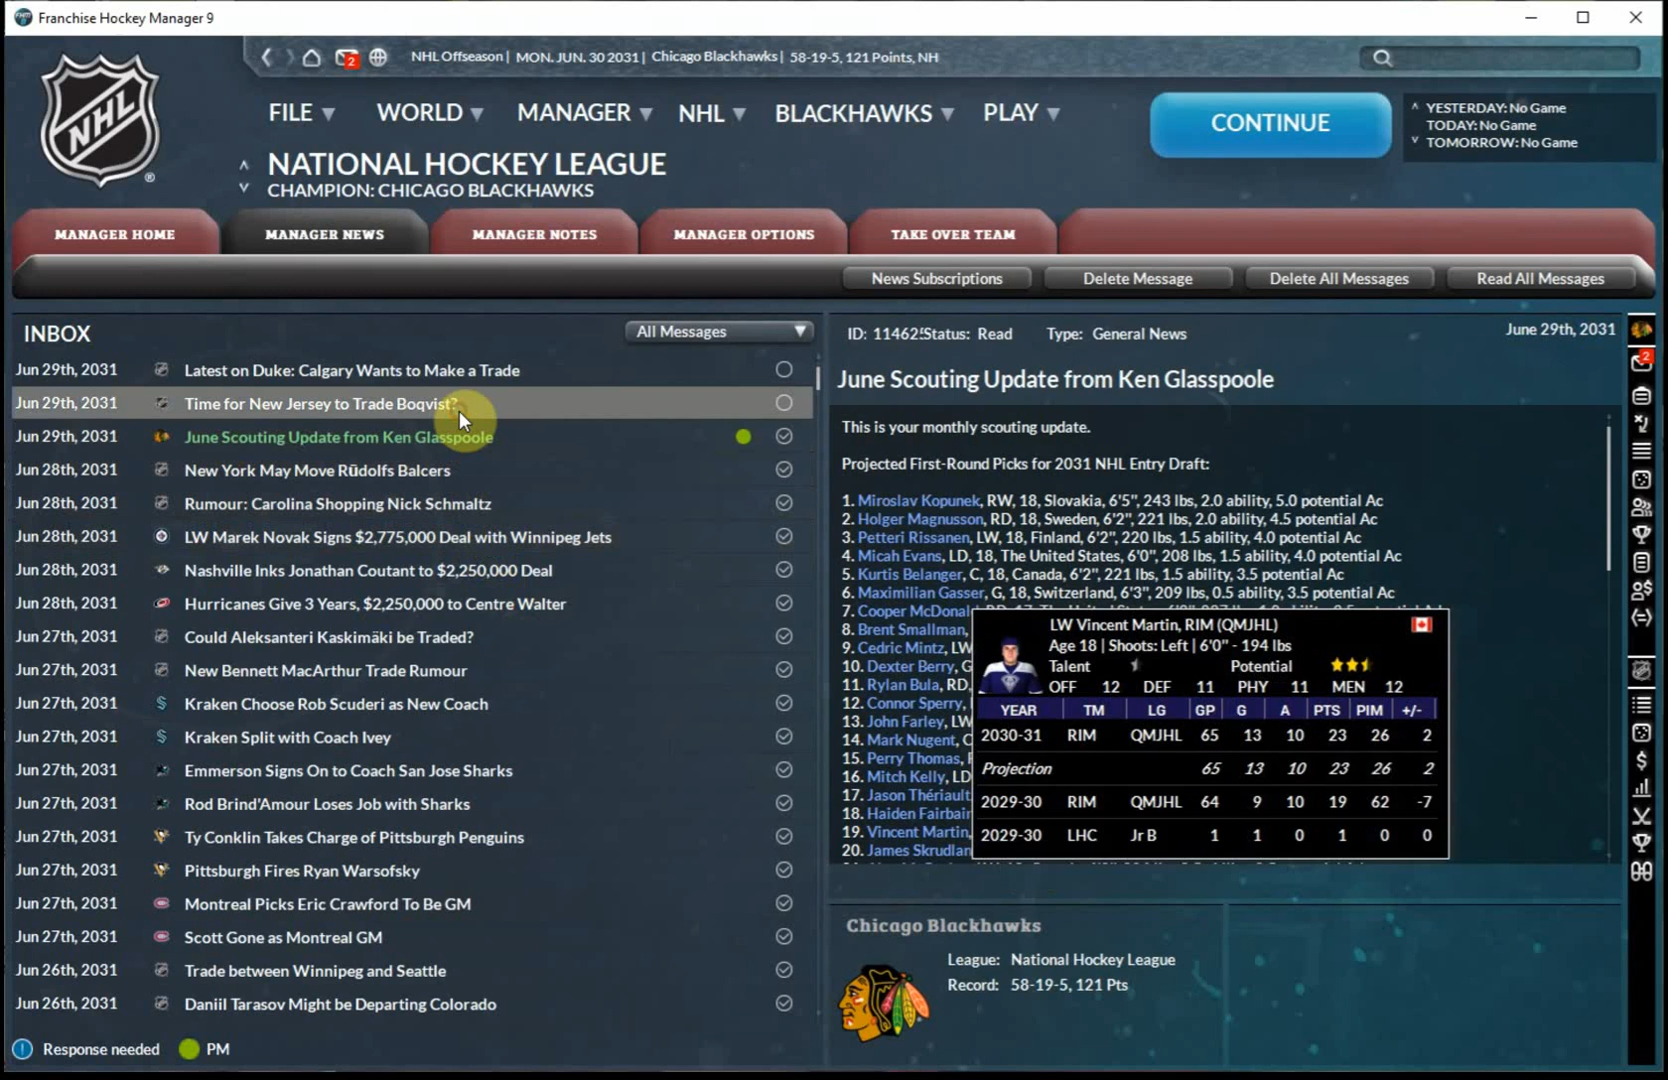 Franchise Hockey Manager 9
2
NHL Offseason | MON. JUN. 30 2031 | Chicago Blackhawks | 58-19-5, 121 Points, NH
NHL
®
FILE
WORLD
MANAGER
NHL
BLACKHAWKS
PLAY
CONTINUE
YESTERDAY: No Game
TODAY: No Game
TOMORROW: No Game
NATIONAL HOCKEY LEAGUE
CHAMPION: CHICAGO BLACKHAWKS
MANAGER HOME
MANAGER NEWS
MANAGER NOTES
MANAGER OPTIONS
TAKE OVER TEAM
News Subscriptions
Delete Message
Delete All Messages
Read All Messages
INBOX
All Messages
Jun 29th, 2031 Latest on Duke: Calgary Wants to Make a Trade
Jun 29th, 2031 Time for New Jersey to Trade Boqvist?
Jun 29th, 2031 June Scouting Update from Ken Glasspoole
Jun 28th, 2031 New York May Move Rūdolfs Balcers
Jun 28th, 2031 Rumour: Carolina Shopping Nick Schmaltz
Jun 28th, 2031 LW Marek Novak Signs $2,775,000 Deal with Winnipeg Jets
Jun 28th, 2031 Nashville Inks Jonathan Coutant to $2,250,000 Deal
Jun 28th, 2031 Hurricanes Give 3 Years, $2,250,000 to Centre Walter
Jun 27th, 2031 Could Aleksanteri Kaskimäki be Traded?
Jun 27th, 2031 New Bennett MacArthur Trade Rumour
Jun 27th, 2031 Kraken Choose Rob Scuderi as New Coach
Jun 27th, 2031 Kraken Split with Coach Ivey
Jun 27th, 2031 Emmerson Signs On to Coach San Jose Sharks
Jun 27th, 2031 Rod Brind'Amour Loses Job with Sharks
Jun 27th, 2031 Ty Conklin Takes Charge of Pittsburgh Penguins
Jun 27th, 2031 Pittsburgh Fires Ryan Warsofsky
Jun 27th, 2031 Montreal Picks Eric Crawford To Be GM
Jun 27th, 2031 Scott Gone as Montreal GM
Jun 26th, 2031 Trade between Winnipeg and Seattle
Jun 26th, 2031 Daniil Tarasov Might be Departing Colorado
Response needed
PM
ID: 11462 Status: Read Type: General News
June 29th, 2031
June Scouting Update from Ken Glasspoole
This is your monthly scouting update.
Projected First-Round Picks for 2031 NHL Entry Draft:
1. Miroslav Kopunek, RW, 18, Slovakia, 6'5", 243 lbs, 2.0 ability, 5.0 potential Ac
2. Holger Magnusson, RD, 18, Sweden, 6'2", 221 lbs, 2.0 ability, 4.5 potential Ac
3. Petteri Rissanen, LW, 18, Finland, 6'2", 220 lbs, 1.5 ability, 4.0 potential Ac
4. Micah Evans, LD, 18, The United States, 6'0", 208 lbs, 1.5 ability, 4.0 potential Ac
5. Kurtis Belanger, C, 18, Canada, 6'2", 221 lbs, 1.5 ability, 3.5 potential Ac
6. Maximilian Gasser, G, 18, Switzerland, 6'3", 209 lbs, 0.5 ability, 3.5 potential Ac
7. Cooper McDonal
8. Brent Smallman,
9. Cedric Mintz, LW
10. Dexter Berry, G
11. Rylan Bula, RD,
12. Connor Sperry,
13. John Farley, LW
14. Mark Nugent, C
15. Perry Thomas,
16. Mitch Kelly, LD
17. Jason Thériault
18. Haiden Fairbair
19. Vincent Martin,
20. James Skrudlan
LW Vincent Martin, RIM (QMJHL)
Age 18 | Shoots: Left | 6'0" - 194 lbs
Talent Potential
OFF 12 DEF 11 PHY 11 MEN 12
YEAR TM LG GP G A PTS PIM +/-
2030-31 RIM QMJHL 65 13 10 23 26 2
Projection 65 13 10 23 26 2
2029-30 RIM QMJHL 64 9 10 19 62 -7
2029-30 LHC Jr B 1 1 0 1 0 0
Chicago Blackhawks
League: National Hockey League
Record: 58-19-5, 121 Pts
2